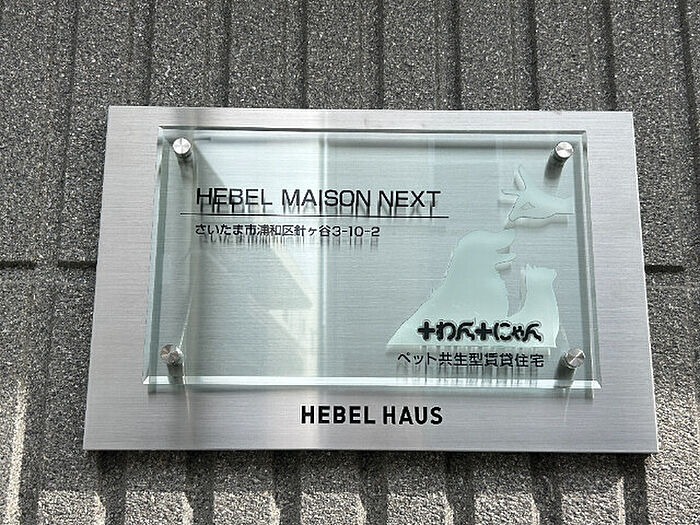 HEBEL MAISON NEXT
さいたま市浦和区針ヶ谷3-10-2
+わん+にゃん
ペット共生型賃貸住宅
HEBEL HAUS